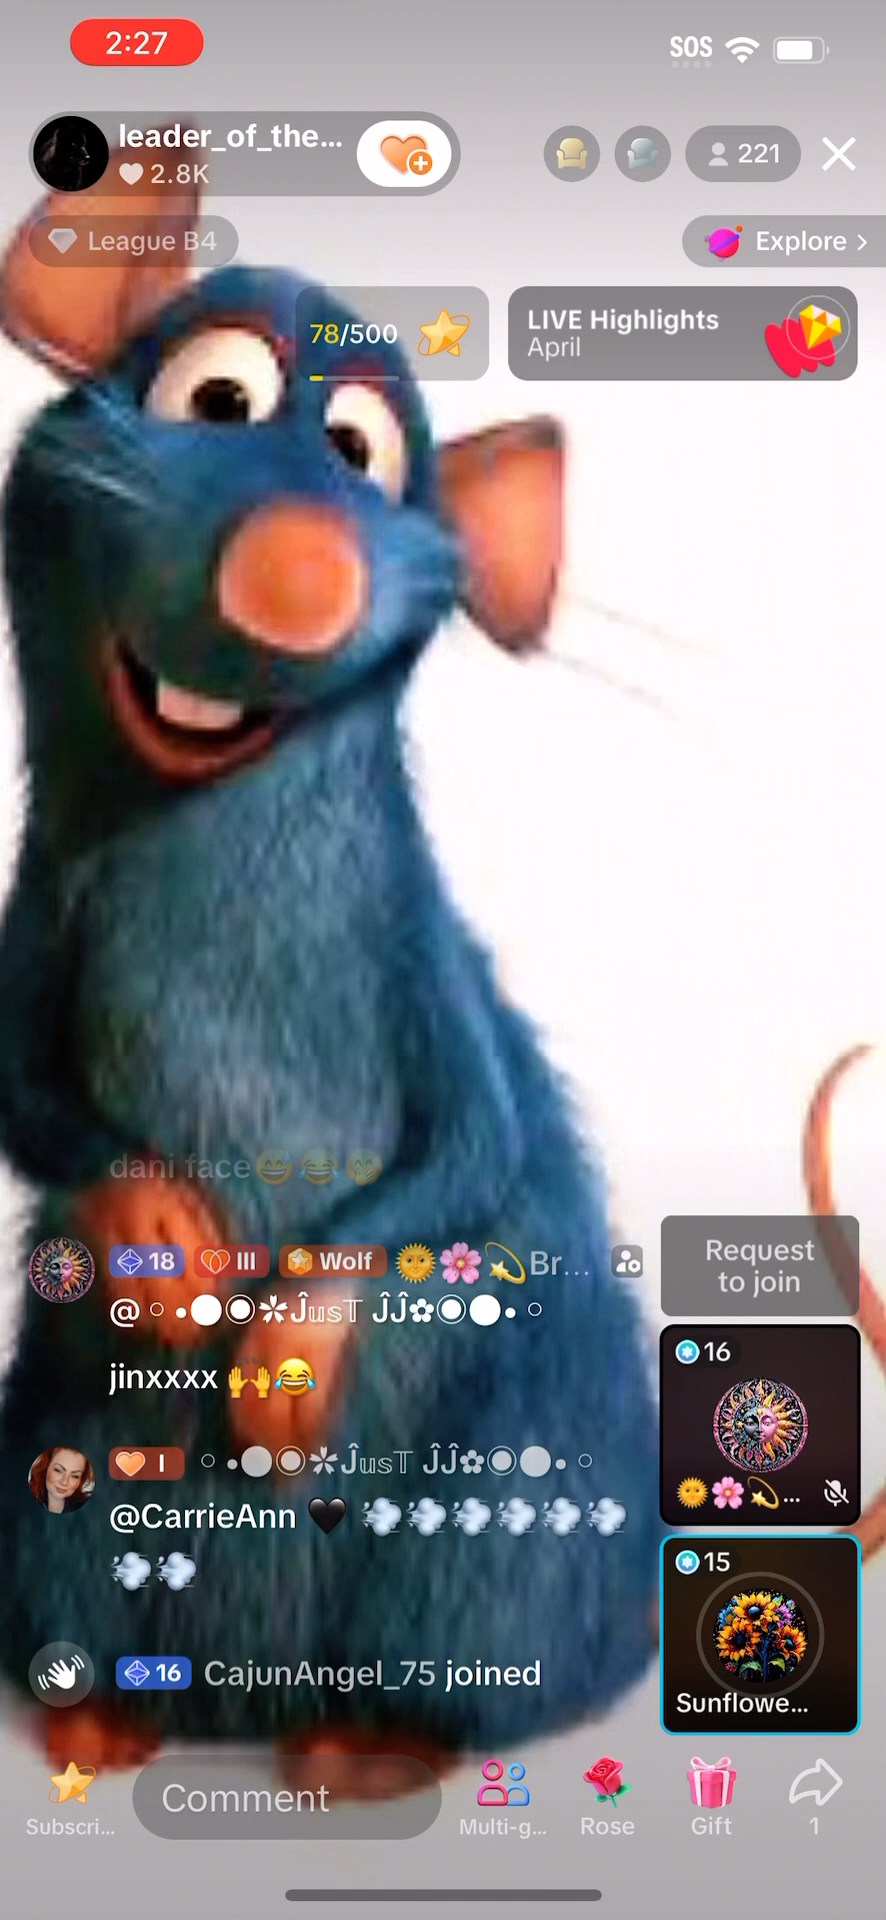 2:27
SOS
leader_of_the...
2.8K
221
League B4
Explore >
78/500
LIVE Highlights
April
dani face😅😂🤭
18 III Wolf 🌞🌸💫Br...
@○•⬤◉✲ĴusT ĴĴ✿◉⬤•○
jinxxxx 🙌😂
I ○•⬤◉✲ĴusT ĴĴ✿◉⬤•○
@CarrieAnn 🖤 💨💨💨💨💨💨
💨💨
16 CajunAngel_75 joined
Request
to join
16
🌞🌸💫...
15
Sunflowe...
Subscri...
Comment
Multi-g...
Rose
Gift
1